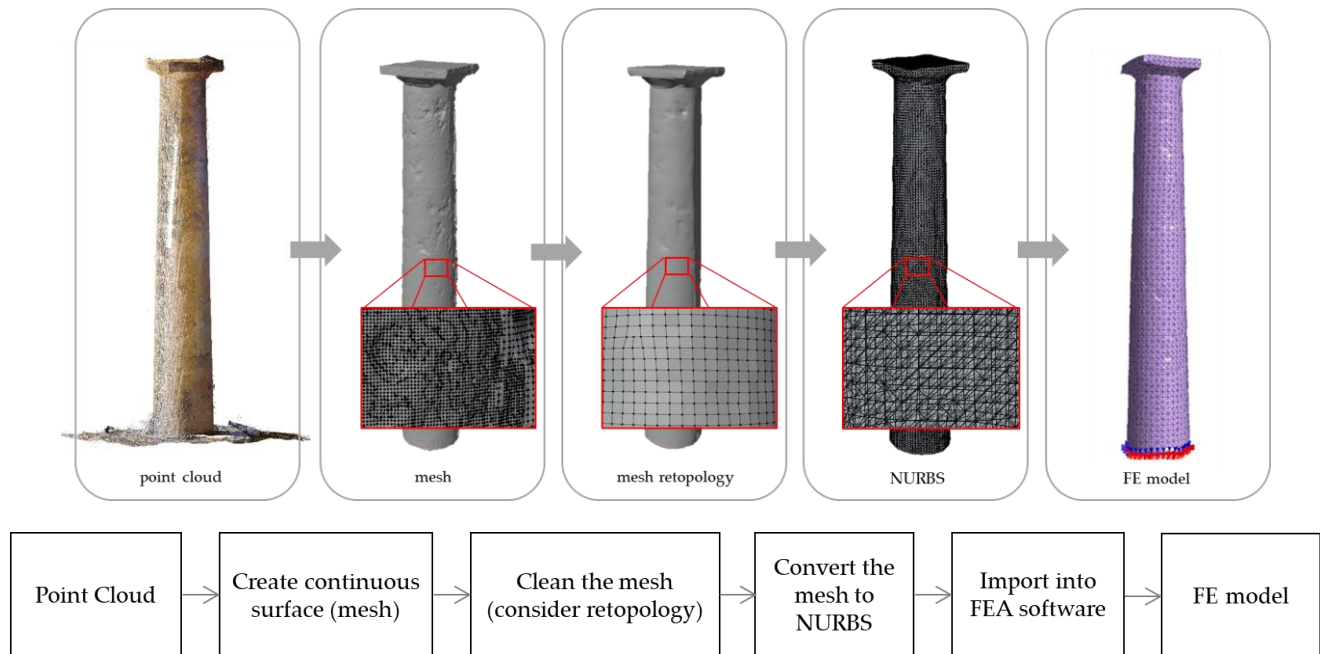 point cloud
mesh
mesh retopology
NURBS
FE model
Point Cloud
Create continuous
surface (mesh)
Clean the mesh
(consider retopology)
Convert the
mesh to
NURBS
Import into
FEA software
FE model